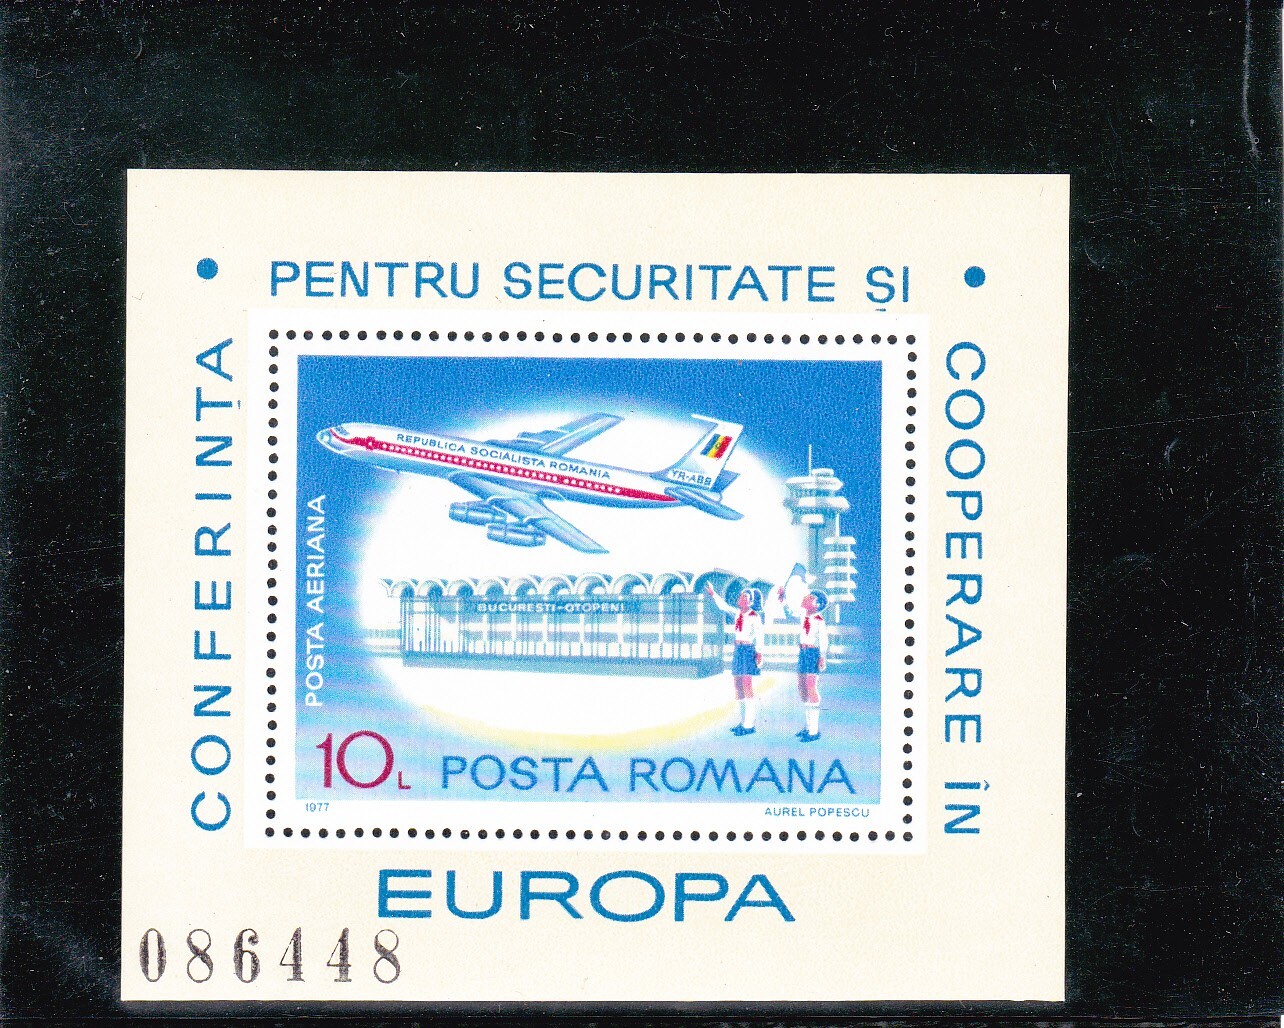 CONFERINȚA
• PENTRU SECURITATE ȘI •
COOPERARE ÎN
REPUBLICA SOCIALISTA ROMANIA
YR-ABB
POSTA AERIANA
BUCURESTI-OTOPENI
10L POSTA ROMANA
1977
AUREL POPESCU
EUROPA
086448